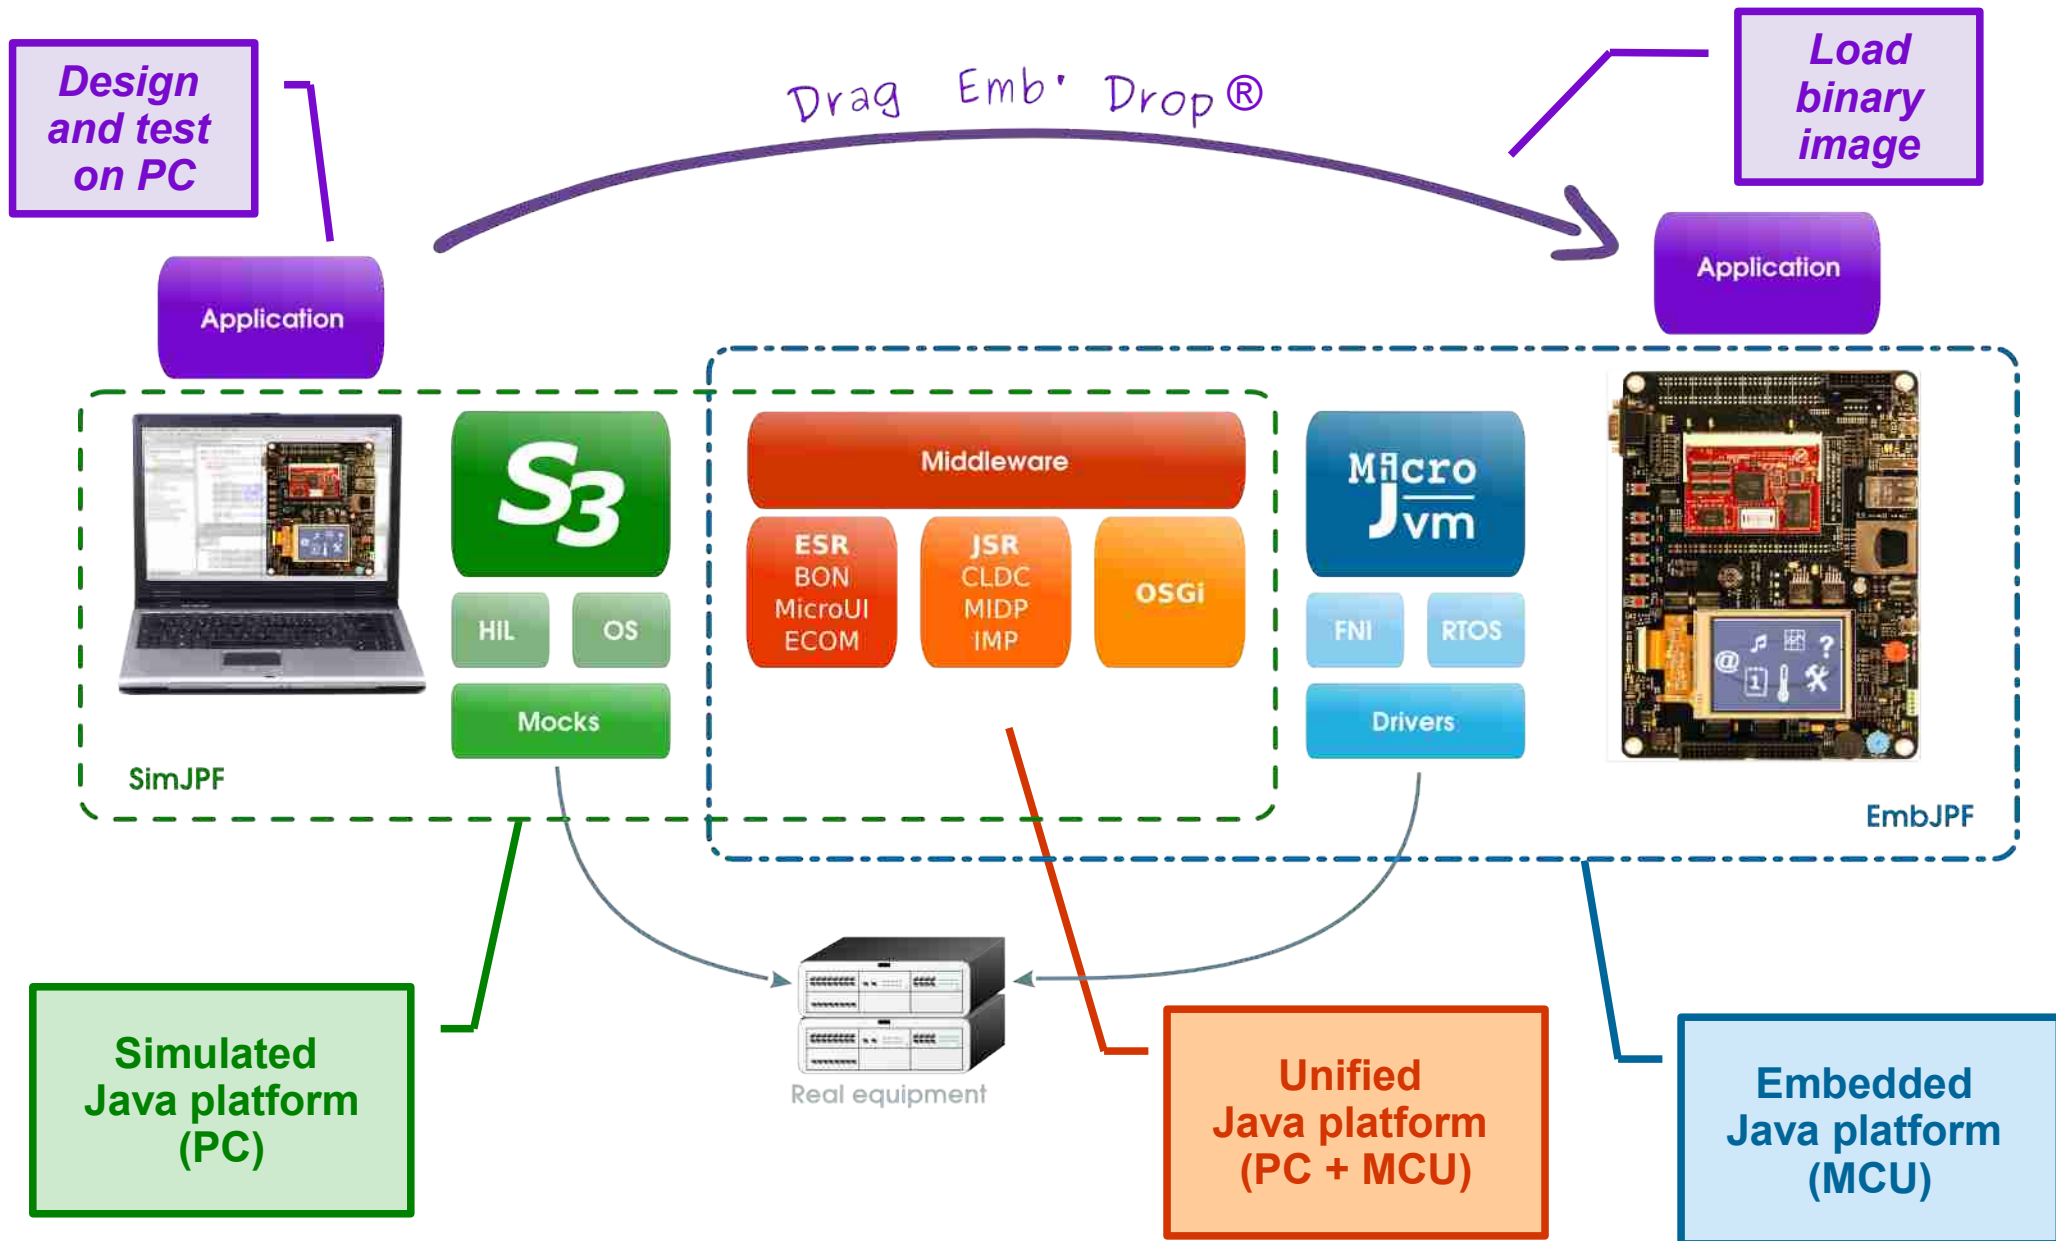 Design
and test
on PC
Drag Emb' Drop®
Load
binary
image
Application
Application
S3
HIL
OS
Mocks
SimJPF
Middleware
ESR
BON
MicroUI
ECOM
JSR
CLDC
MIDP
IMP
OSGi
Micro
Jvm
FNI
RTOS
Drivers
@
?
1
EmbJPF
Real equipment
Simulated
Java platform
(PC)
Unified
Java platform
(PC + MCU)
Embedded
Java platform
(MCU)